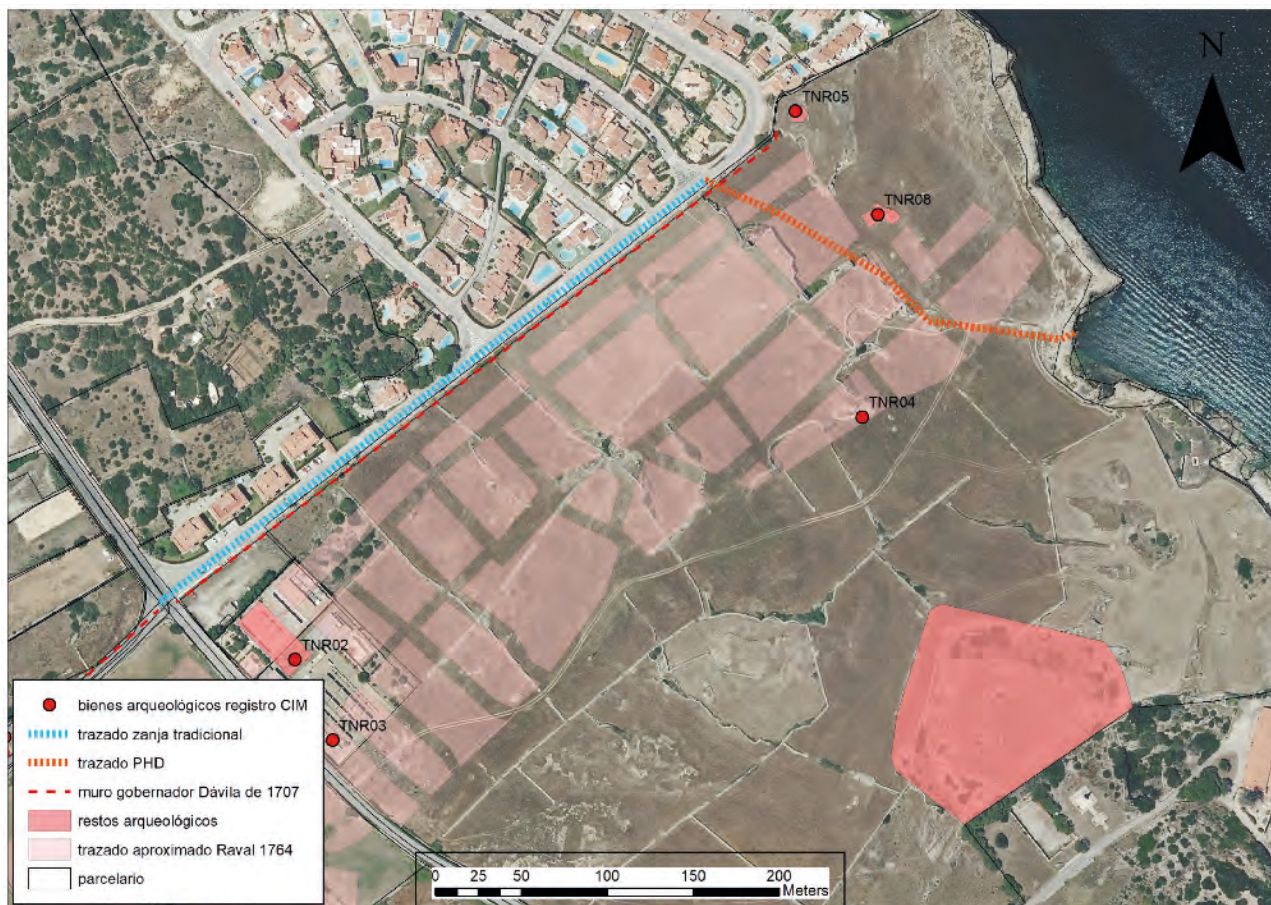 N
TNR05
TNR08
TNR04
TNR02
TNR03
bienes arqueológicos registro CIM
trazado zanja tradicional
trazado PHD
muro gobernador Dávila de 1707
restos arqueológicos
trazado aproximado Raval 1764
parcelario
0 25 50 100 150 200
Meters